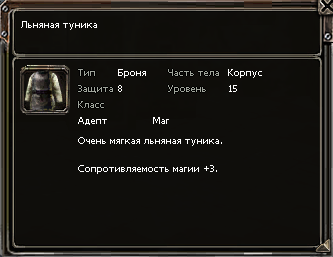 Льняная туника
Тип Броня Часть тела Корпус
Защита 8 Уровень 15
Класс
Адепт Маг
Очень мягкая льняная туника.
Сопротивляемость магии +3.